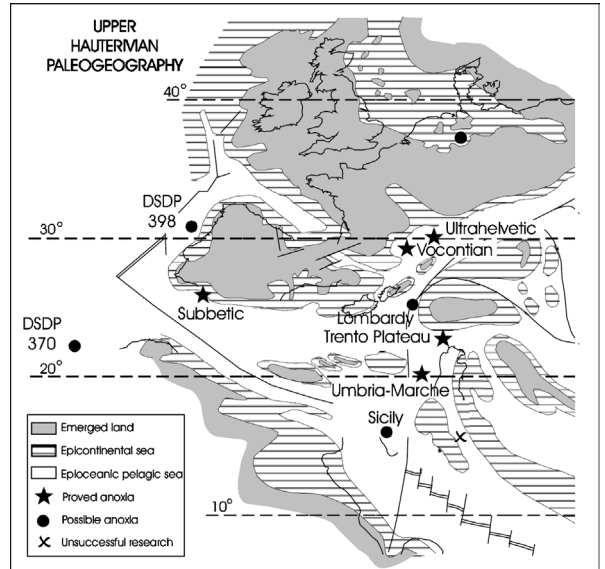 UPPER
HAUTERMAN
PALEOGEOGRAPHY
40°
DSDP
398
30°
Ultrahelvetic
Vocontian
Subbetic
Lombardy
DSDP
370
Trento Plateau
20°
Umbria-Marche
Sicily
10°
Emerged land
Epicontinental sea
Epioceanic pelagic sea
Proved anoxia
Possible anoxia
Unsuccessful research